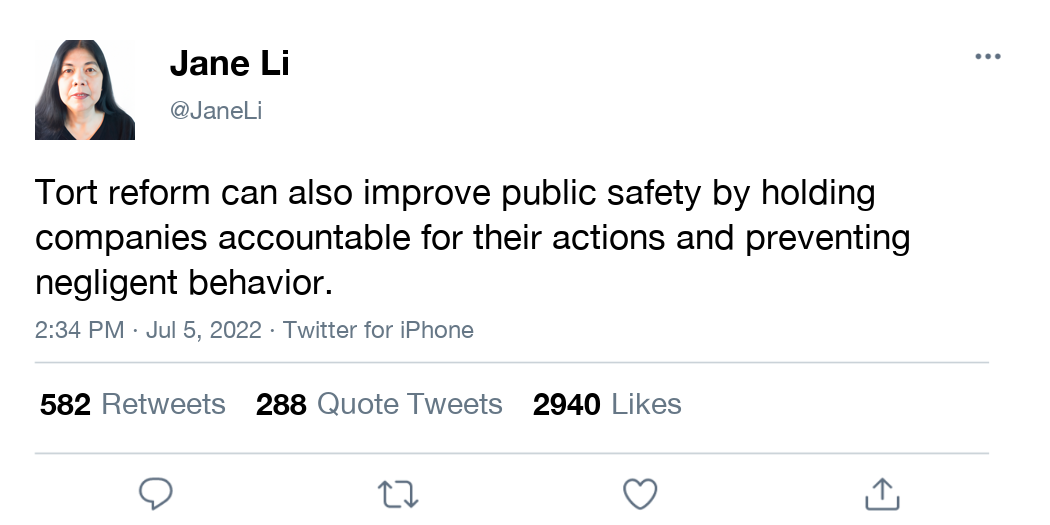 Jane Li
@JaneLi
Tort reform can also improve public safety by holding
companies accountable for their actions and preventing
negligent behavior.
2:34 PM · Jul 5, 2022 · Twitter for iPhone
582 Retweets 288 Quote Tweets 2940 Likes